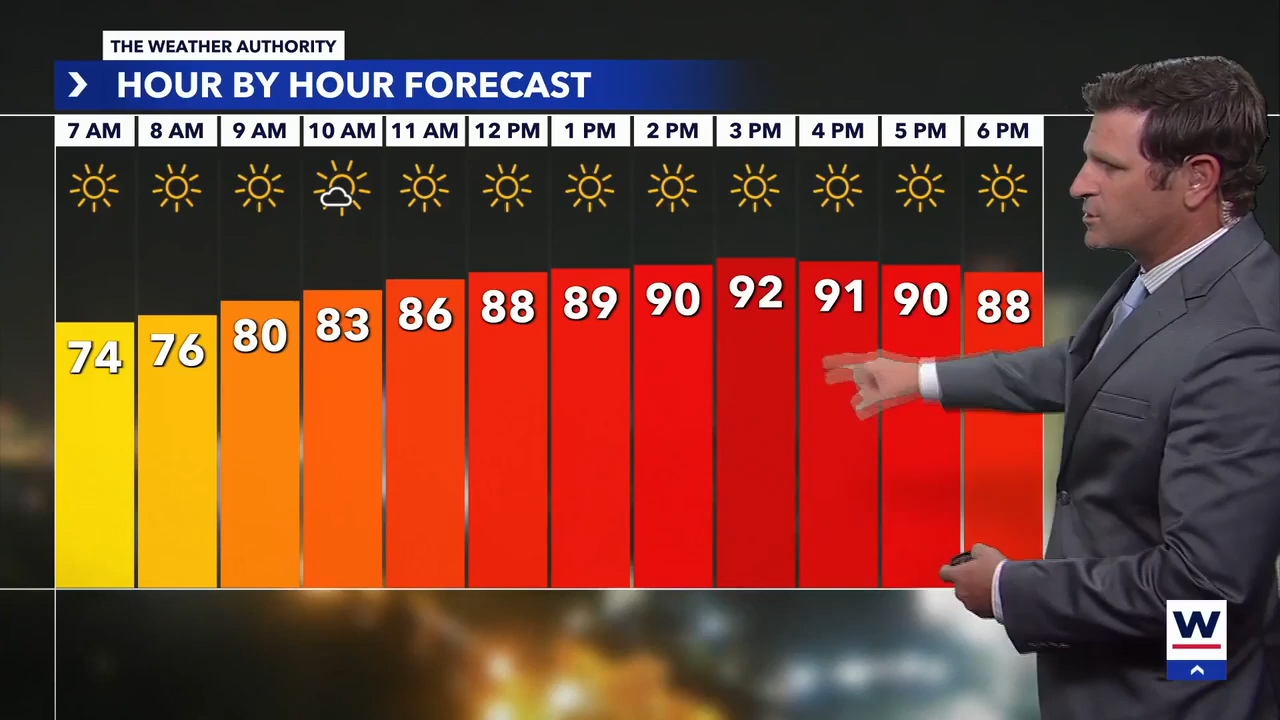 THE WEATHER AUTHORITY
HOUR BY HOUR FORECAST
7 AM 8 AM 9 AM 10 AM 11 AM 12 PM 1 PM 2 PM 3 PM 4 PM 5 PM 6 PM
74 76 80 83 86 88 89 90 92 91 90 88
W